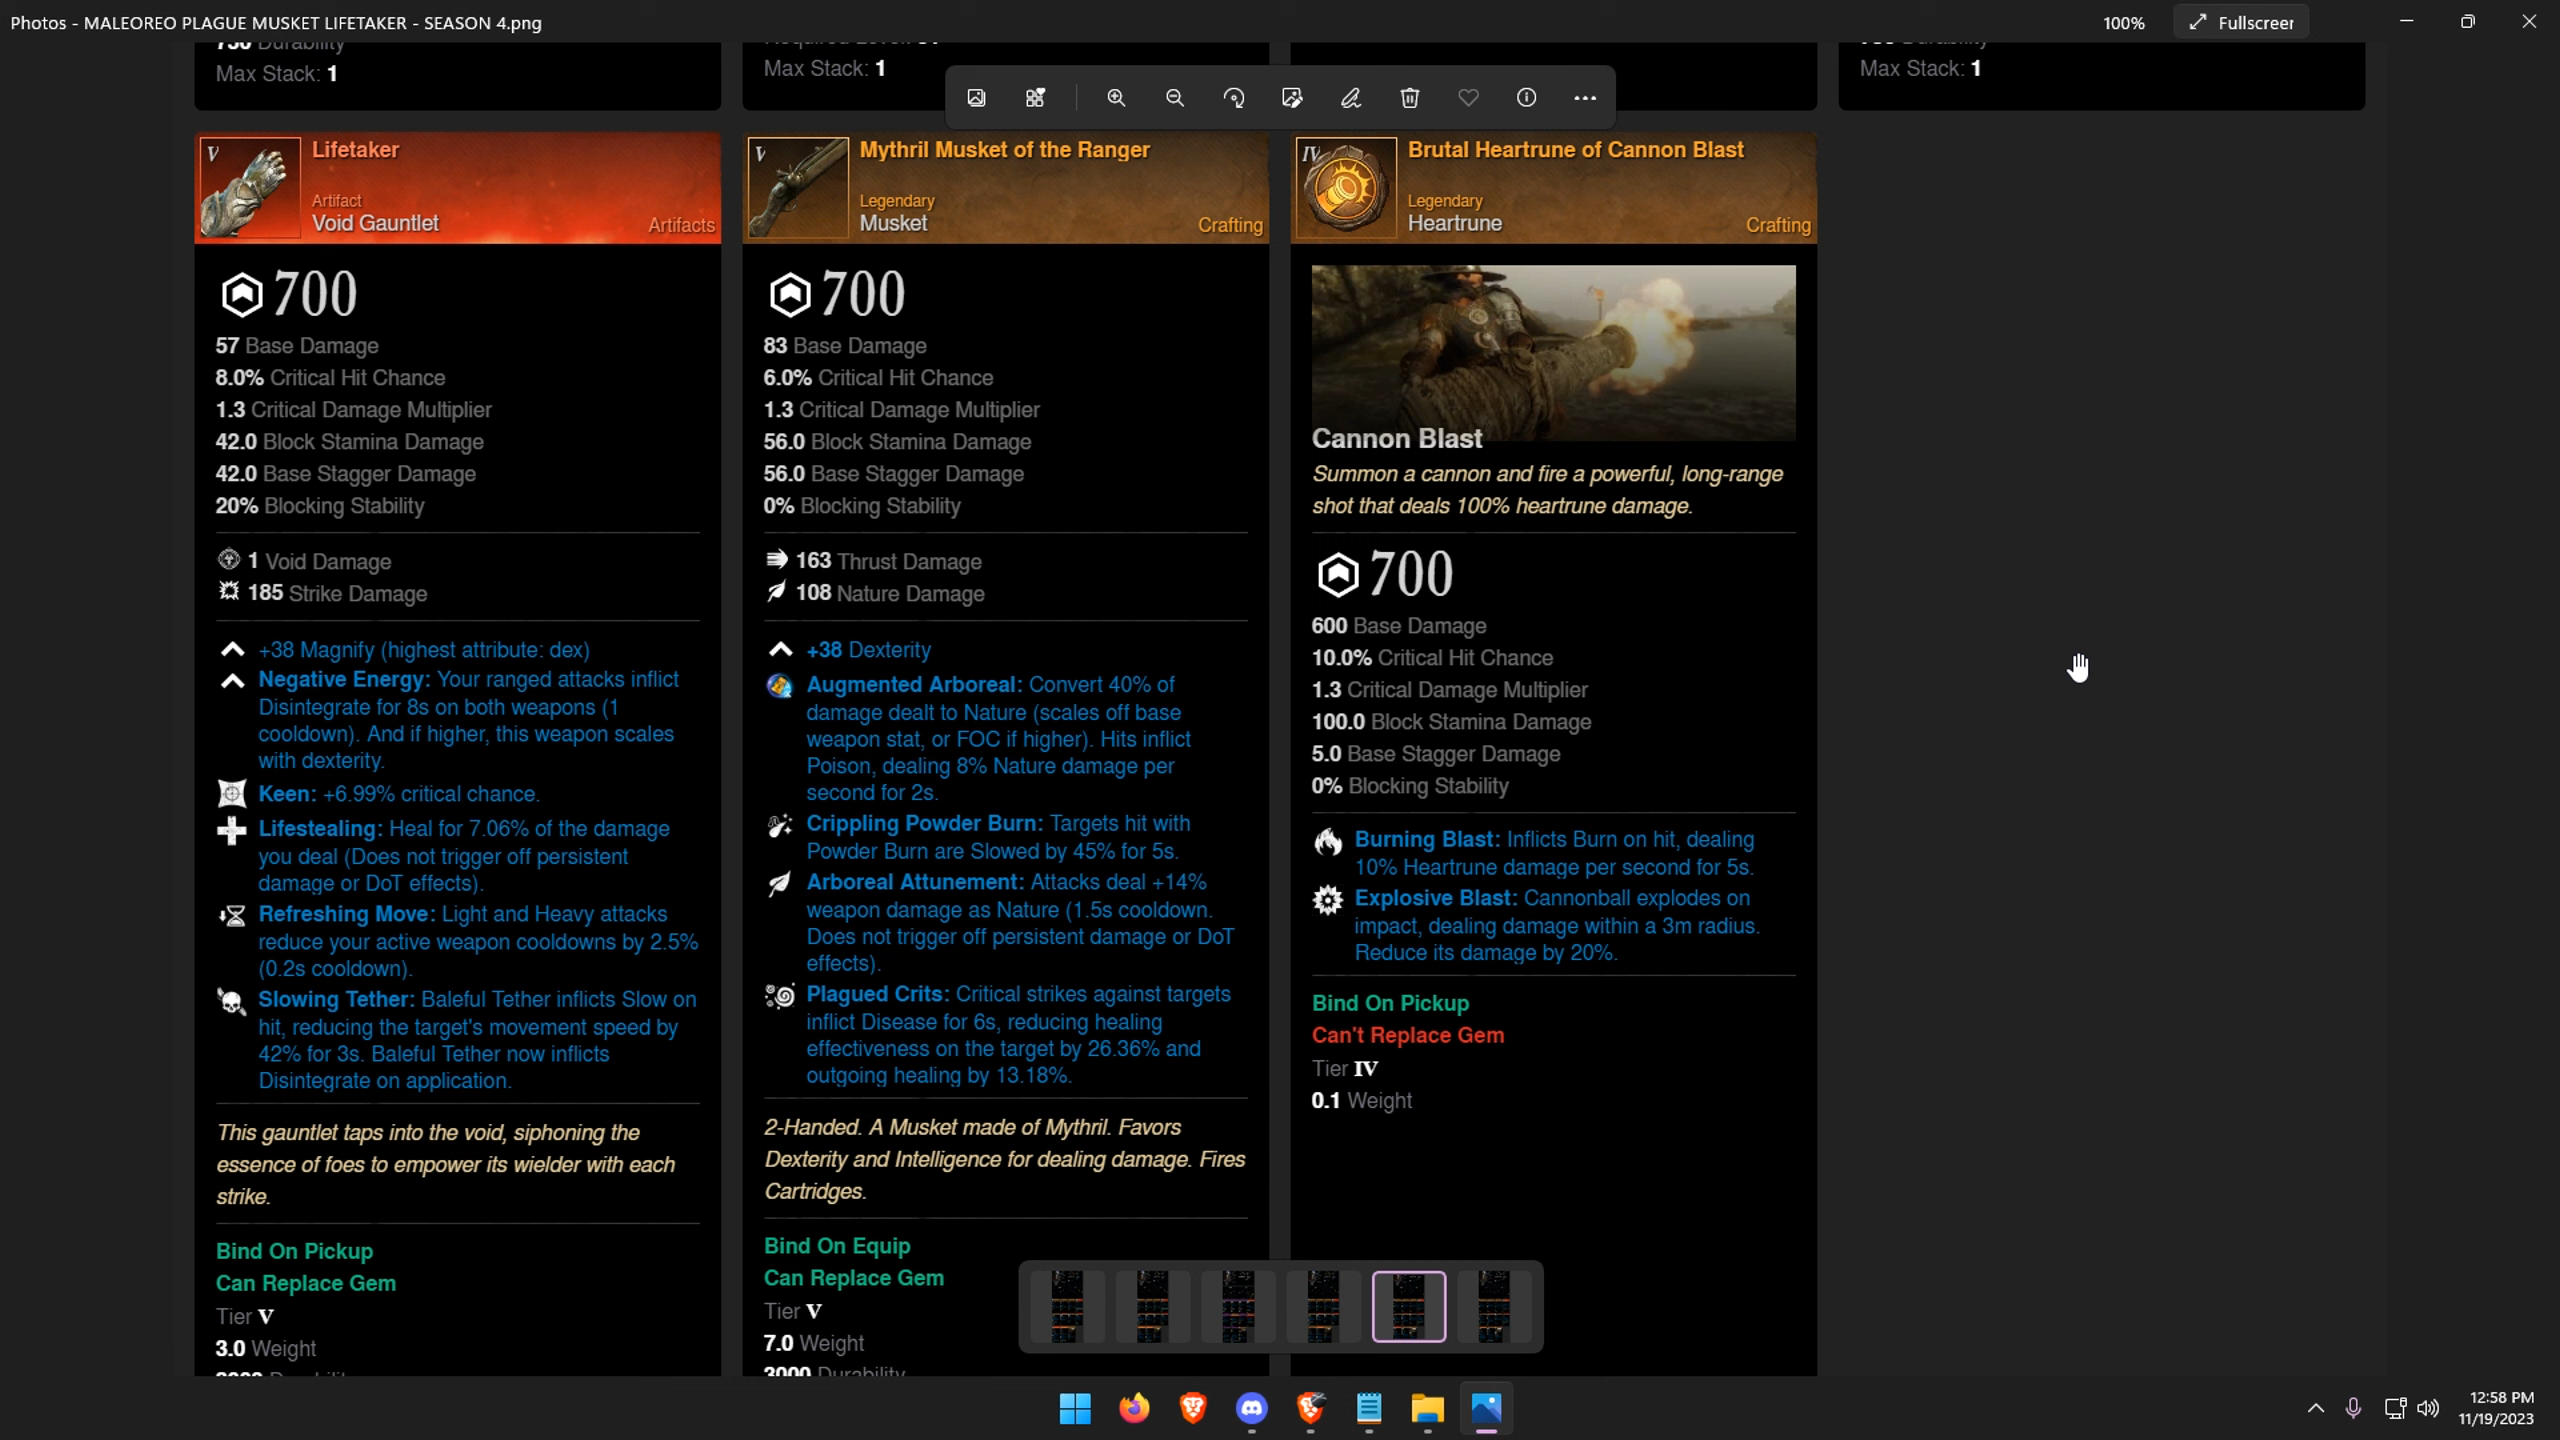 Photos - MALEOREO PLAGUE MUSKET LIFETAKER - SEASON 4.png
100%
Fullscreen
Max Stack: 1
Max Stack: 1
Max Stack: 1
V
Lifetaker
Artifact
Void Gauntlet
Artifacts
700
57 Base Damage
8.0% Critical Hit Chance
1.3 Critical Damage Multiplier
42.0 Block Stamina Damage
42.0 Base Stagger Damage
20% Blocking Stability
1 Void Damage
185 Strike Damage
+38 Magnify (highest attribute: dex)
Negative Energy: Your ranged attacks inflict
Disintegrate for 8s on both weapons (1
cooldown). And if higher, this weapon scales
with dexterity.
Keen: +6.99% critical chance.
Lifestealing: Heal for 7.06% of the damage
you deal (Does not trigger off persistent
damage or DoT effects).
Refreshing Move: Light and Heavy attacks
reduce your active weapon cooldowns by 2.5%
(0.2s cooldown).
Slowing Tether: Baleful Tether inflicts Slow on
hit, reducing the target's movement speed by
42% for 3s. Baleful Tether now inflicts
Disintegrate on application.
This gauntlet taps into the void, siphoning the
essence of foes to empower its wielder with each
strike.
Bind On Pickup
Can Replace Gem
Tier V
3.0 Weight
V
Mythril Musket of the Ranger
Legendary
Musket
Crafting
700
83 Base Damage
6.0% Critical Hit Chance
1.3 Critical Damage Multiplier
56.0 Block Stamina Damage
56.0 Base Stagger Damage
0% Blocking Stability
163 Thrust Damage
108 Nature Damage
+38 Dexterity
Augmented Arboreal: Convert 40% of
damage dealt to Nature (scales off base
weapon stat, or FOC if higher). Hits inflict
Poison, dealing 8% Nature damage per
second for 2s.
Crippling Powder Burn: Targets hit with
Powder Burn are Slowed by 45% for 5s.
Arboreal Attunement: Attacks deal +14%
weapon damage as Nature (1.5s cooldown.
Does not trigger off persistent damage or DoT
effects).
Plagued Crits: Critical strikes against targets
inflict Disease for 6s, reducing healing
effectiveness on the target by 26.36% and
outgoing healing by 13.18%.
2-Handed. A Musket made of Mythril. Favors
Dexterity and Intelligence for dealing damage. Fires
Cartridges.
Bind On Equip
Can Replace Gem
Tier V
7.0 Weight
3000 Durability
IV
Brutal Heartrune of Cannon Blast
Legendary
Heartrune
Crafting
Cannon Blast
Summon a cannon and fire a powerful, long-range
shot that deals 100% heartrune damage.
700
600 Base Damage
10.0% Critical Hit Chance
1.3 Critical Damage Multiplier
100.0 Block Stamina Damage
5.0 Base Stagger Damage
0% Blocking Stability
Burning Blast: Inflicts Burn on hit, dealing
10% Heartrune damage per second for 5s.
Explosive Blast: Cannonball explodes on
impact, dealing damage within a 3m radius.
Reduce its damage by 20%.
Bind On Pickup
Can't Replace Gem
Tier IV
0.1 Weight
12:58 PM
11/19/2023